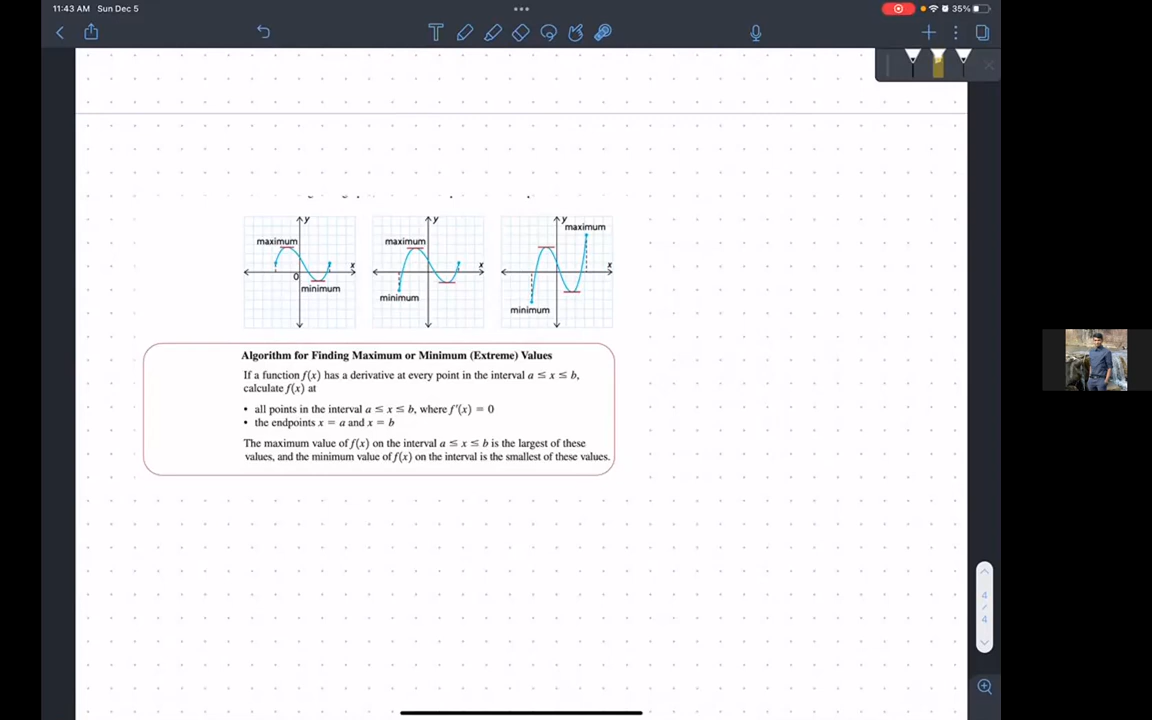 11:43 AM Sun Dec 5
35%
T
y
maximum
x
0
minimum
y
maximum
x
minimum
y
maximum
x
minimum
Algorithm for Finding Maximum or Minimum (Extreme) Values
If a function f(x) has a derivative at every point in the interval a ≤ x ≤ b,
calculate f(x) at
• all points in the interval a ≤ x ≤ b, where f′(x) = 0
• the endpoints x = a and x = b
The maximum value of f(x) on the interval a ≤ x ≤ b is the largest of these
values, and the minimum value of f(x) on the interval is the smallest of these values.
4
/
4